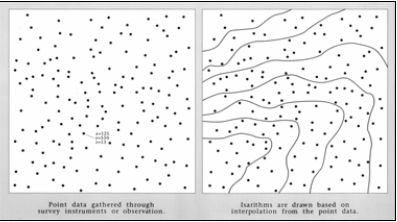 Point data gathered through
survey instruments or observation.
Isarithms are drawn based on
interpolation from the point data.